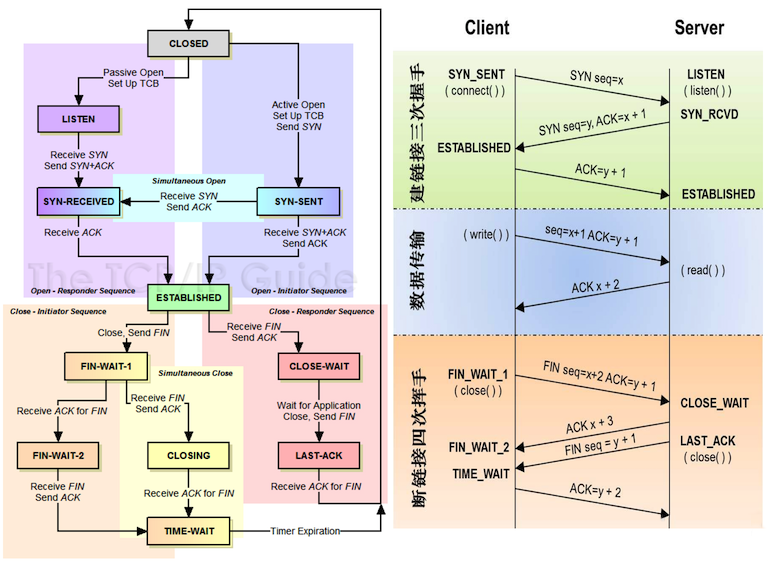 CLOSED
Passive Open
Set Up TCB
Active Open
Set Up TCB
Send SYN
LISTEN
Receive SYN
Send SYN+ACK
Simultaneous Open
SYN-RECEIVED
Receive SYN
Send ACK
SYN-SENT
Receive ACK
Receive SYN+ACK
Send ACK
The TCP/IP Guide
Open - Responder Sequence
ESTABLISHED
Open - Initiator Sequence
Close - Initiator Sequence
Close - Responder Sequence
Close, Send FIN
Receive FIN
Send ACK
FIN-WAIT-1
Simultaneous Close
CLOSE-WAIT
Receive ACK for FIN
Receive FIN
Send ACK
Wait for Application
Close, Send FIN
FIN-WAIT-2
CLOSING
LAST-ACK
Receive FIN
Send ACK
Receive ACK for FIN
Receive ACK for FIN
TIME-WAIT
Timer Expiration
Client
Server
建链接三次握手
SYN_SENT
( connect( ) )
SYN seq=x
LISTEN
( listen( ) )
SYN_RCVD
SYN seq=y, ACK=x + 1
ESTABLISHED
ACK=y + 1
ESTABLISHED
数据传输
( write( ) )
seq=x+1 ACK=y + 1
( read( ) )
ACK x + 2
断链接四次挥手
FIN_WAIT_1
( close( ) )
FIN seq=x+2 ACK=y + 1
CLOSE_WAIT
ACK x + 3
FIN_WAIT_2
FIN seq = y + 1
LAST_ACK
( close( ) )
TIME_WAIT
ACK=y + 2